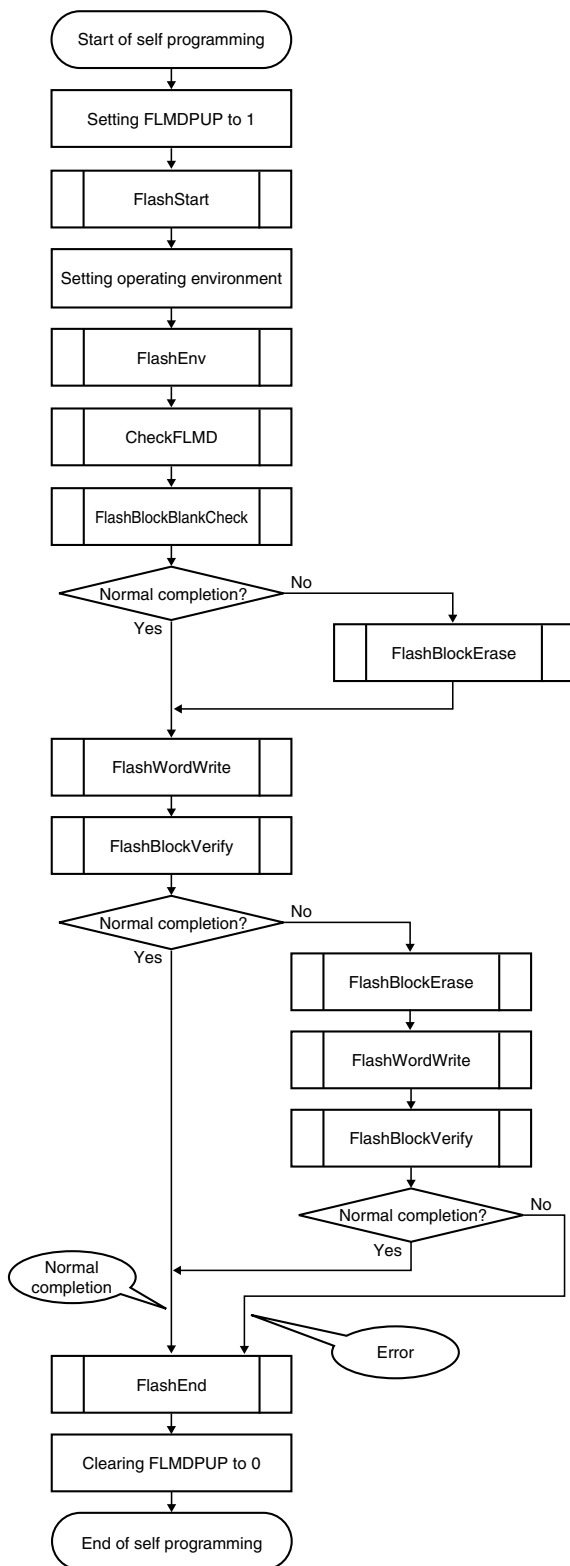 Start of self programming
Setting FLMDPUP to 1
FlashStart
Setting operating environment
FlashEnv
CheckFLMD
FlashBlockBlankCheck
Normal completion?
No
Yes
FlashBlockErase
FlashWordWrite
FlashBlockVerify
Normal completion?
No
Yes
FlashBlockErase
FlashWordWrite
FlashBlockVerify
Normal completion?
No
Yes
Normal
completion
Error
FlashEnd
Clearing FLMDPUP to 0
End of self programming